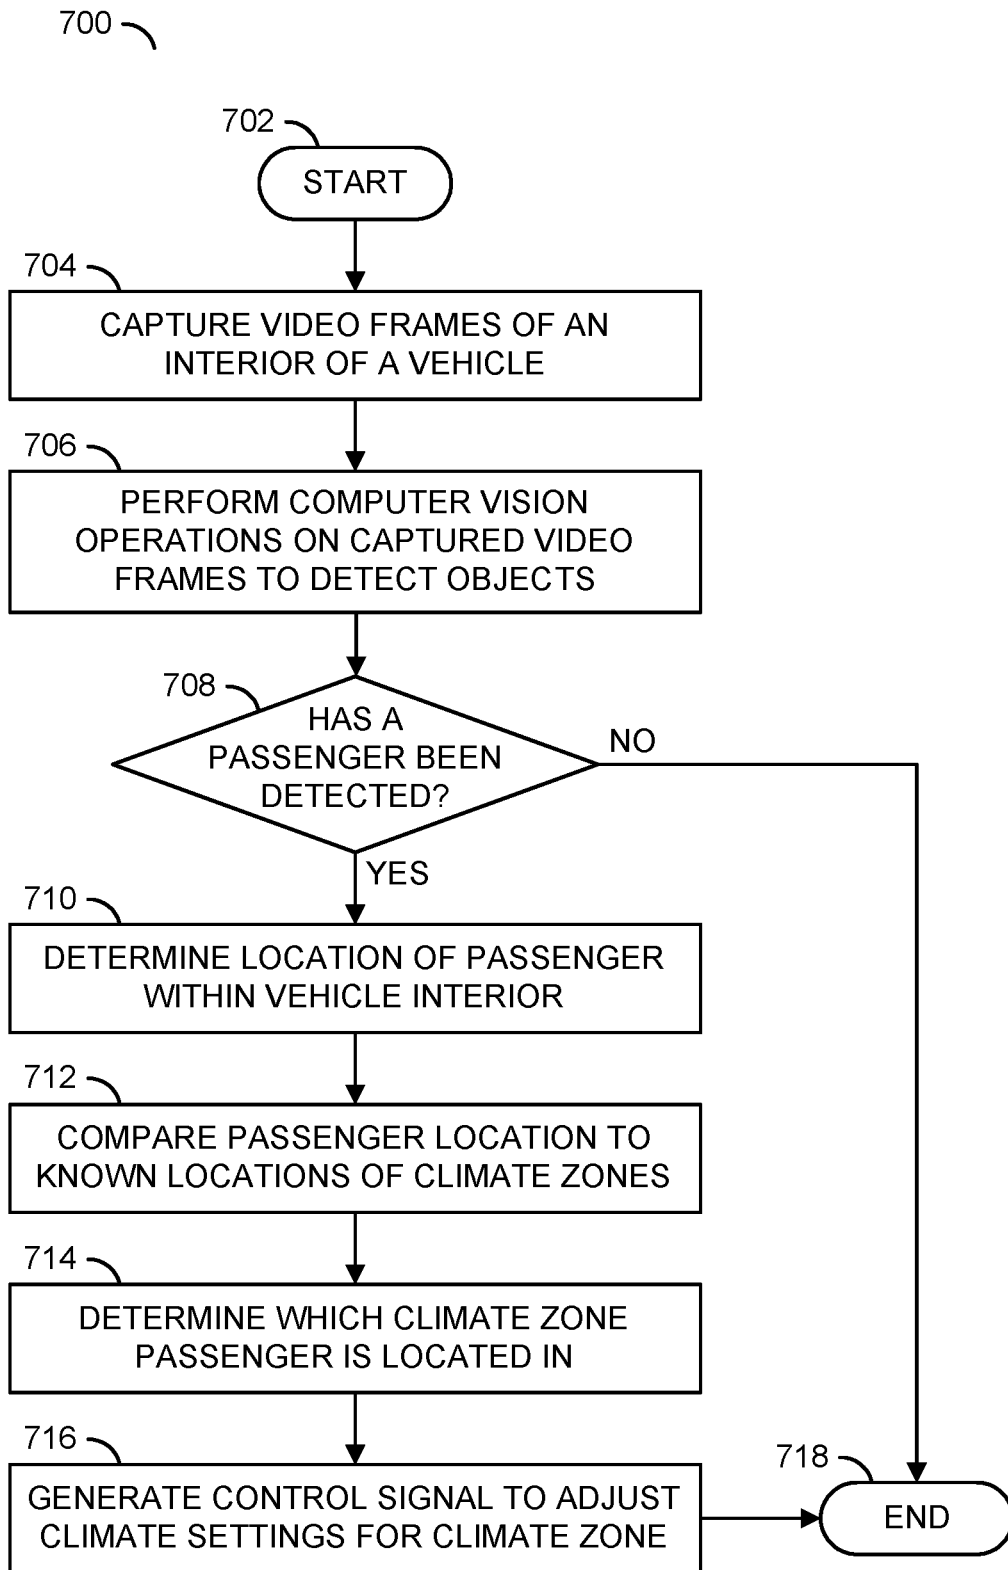 700
702
START
704
CAPTURE VIDEO FRAMES OF AN
INTERIOR OF A VEHICLE
706
PERFORM COMPUTER VISION
OPERATIONS ON CAPTURED VIDEO
FRAMES TO DETECT OBJECTS
708
HAS A
PASSENGER BEEN
DETECTED?
NO
YES
710
DETERMINE LOCATION OF PASSENGER
WITHIN VEHICLE INTERIOR
712
COMPARE PASSENGER LOCATION TO
KNOWN LOCATIONS OF CLIMATE ZONES
714
DETERMINE WHICH CLIMATE ZONE
PASSENGER IS LOCATED IN
716
GENERATE CONTROL SIGNAL TO ADJUST
CLIMATE SETTINGS FOR CLIMATE ZONE
718
END